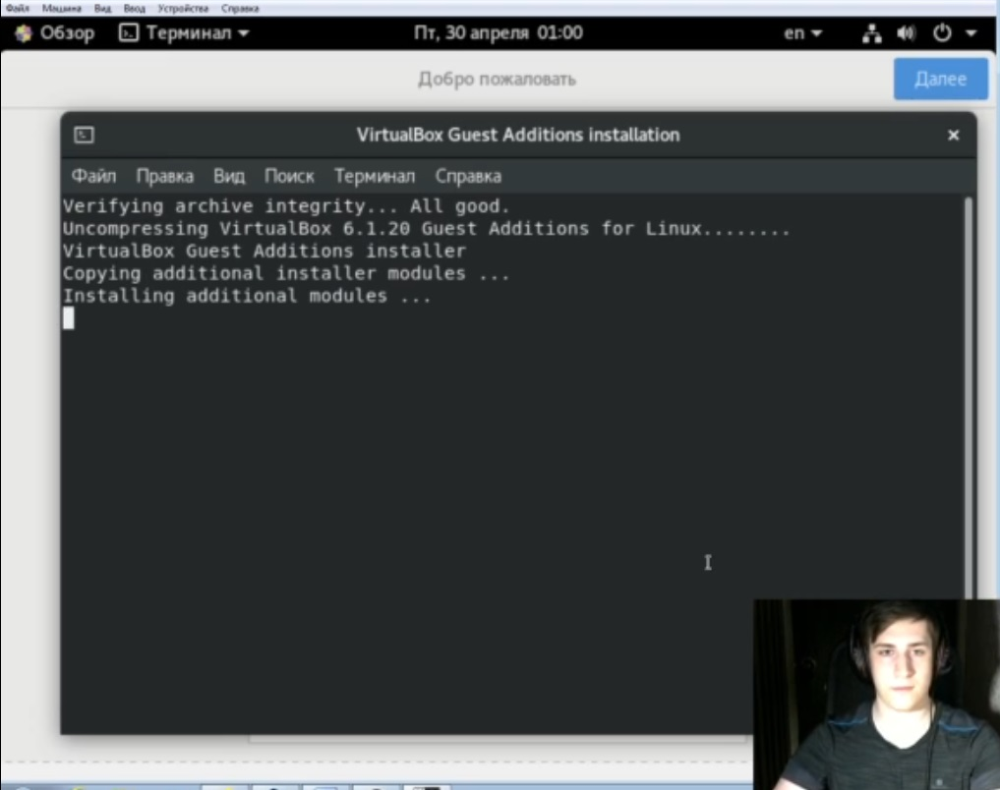 Файл Машина Вид Ввод Устройства Справка
Обзор Терминал Пт, 30 апреля 01:00 en
Добро пожаловать Далее
VirtualBox Guest Additions installation
Файл Правка Вид Поиск Терминал Справка
Verifying archive integrity... All good.
Uncompressing VirtualBox 6.1.20 Guest Additions for Linux........
VirtualBox Guest Additions installer
Copying additional installer modules ...
Installing additional modules ...